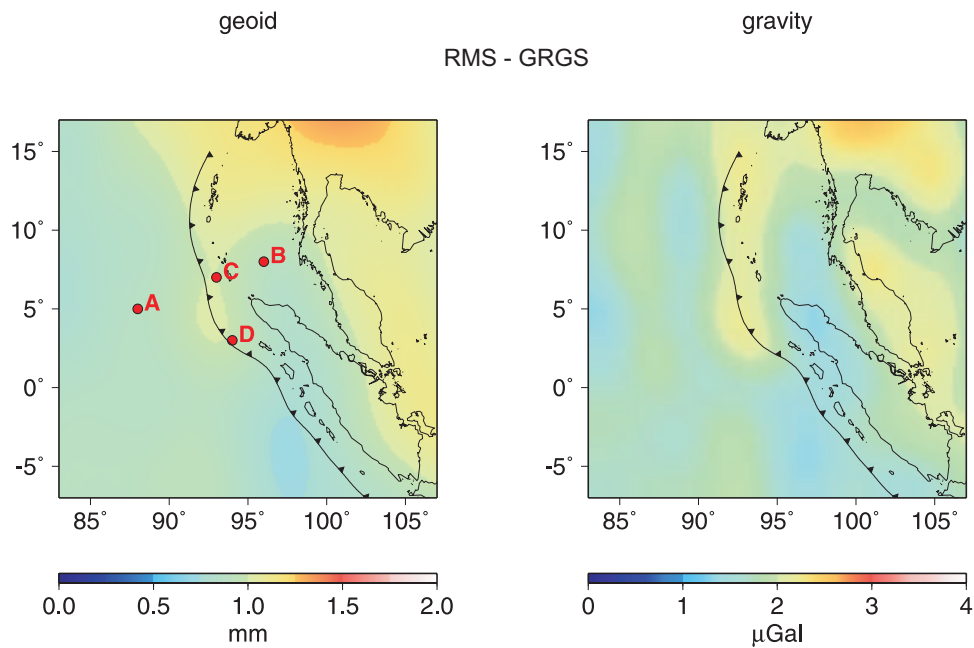 geoid gravity
RMS - GRGS
15˚ 15˚
10˚ 10˚
B
C
A
5˚ 5˚
D
0˚ 0˚
-5˚ -5˚
85˚ 90˚ 95˚ 100˚ 105˚ 85˚ 90˚ 95˚ 100˚ 105˚
0.0 0.5 1.0 1.5 2.0 0 1 2 3 4
mm µGal